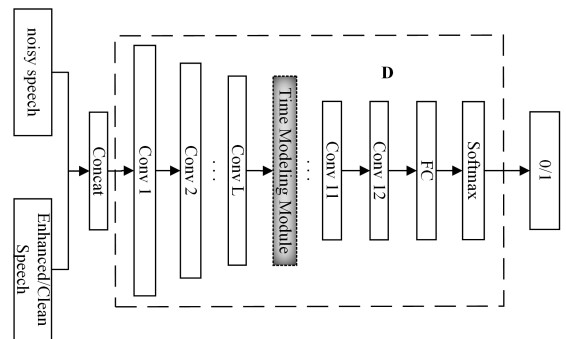 noisy speech
Enhanced/Clean
Speech
Concat
D
Conv 1
Conv 2
. . .
Conv L
Time Modeling Module
. . .
Conv 11
Conv 12
FC
Softmax
0/1